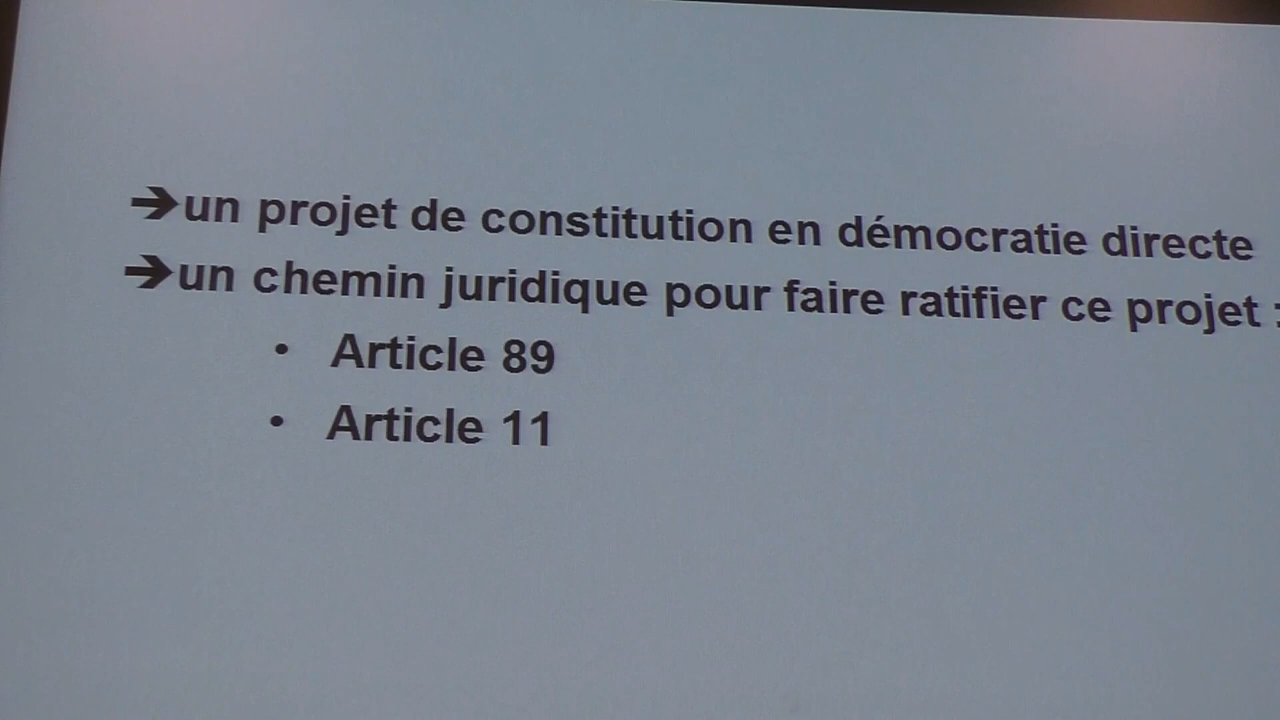 ➔un projet de constitution en démocratie directe
➔un chemin juridique pour faire ratifier ce projet :
• Article 89
• Article 11